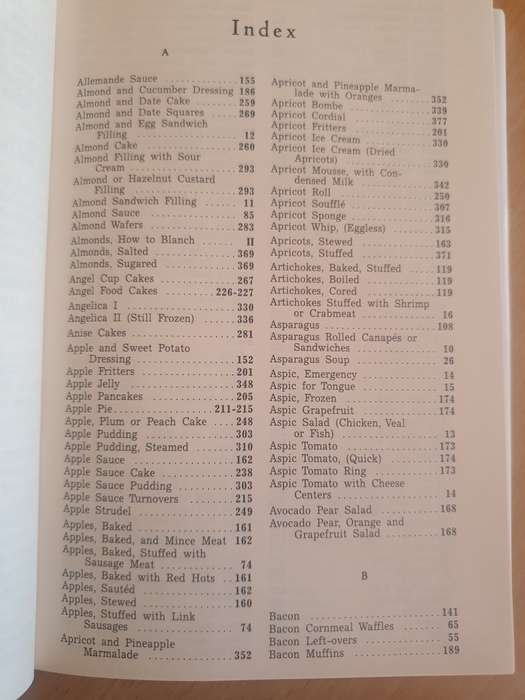 Index
A
Allemande Sauce ............ 155
Almond and Cucumber Dressing 186
Almond and Date Cake ........ 259
Almond and Date Squares ..... 269
Almond and Egg Sandwich
Filling .................... 12
Almond Cake ................. 260
Almond Filling with Sour
Cream ...................... 293
Almond or Hazelnut Custard
Filling .................... 293
Almond Sandwich Filling ..... 11
Almond Sauce ................ 85
Almond Wafers ............... 283
Almonds, How to Blanch ...... II
Almonds, Salted ............. 369
Almonds, Sugared ............ 369
Angel Cup Cakes ............. 267
Angel Food Cakes ........ 226-227
Angelica I .................. 330
Angelica II (Still Frozen) .. 336
Anise Cakes ................. 281
Apple and Sweet Potato
Dressing ................... 152
Apple Fritters .............. 201
Apple Jelly ................. 348
Apple Pancakes .............. 205
Apple Pie ............... 211-215
Apple, Plum or Peach Cake ... 248
Apple Pudding ............... 303
Apple Pudding, Steamed ...... 310
Apple Sauce ................. 162
Apple Sauce Cake ............ 238
Apple Sauce Pudding ......... 303
Apple Sauce Turnovers ....... 215
Apple Strudel ............... 249
Apples, Baked ............... 161
Apples, Baked, and Mince Meat 162
Apples, Baked, Stuffed with
Sausage Meat ............... 74
Apples, Baked with Red Hots .. 161
Apples, Sautéd .............. 162
Apples, Stewed .............. 160
Apples, Stuffed with Link
Sausages ................... 74
Apricot and Pineapple
Marmalade .................. 352
Apricot and Pineapple Marma-
lade with Oranges .......... 352
Apricot Bombe ............... 339
Apricot Cordial ............. 377
Apricot Fritters ............ 201
Apricot Ice Cream ........... 330
Apricot Ice Cream (Dried
Apricots) .................. 330
Apricot Mousse, with Con-
densed Milk ................ 342
Apricot Roll ................ 250
Apricot Soufflé ............. 307
Apricot Sponge .............. 316
Apricot Whip, (Eggless) ..... 315
Apricots, Stewed ............ 163
Apricots, Stuffed ........... 371
Artichokes, Baked, Stuffed .. 119
Artichokes, Boiled .......... 119
Artichokes, Cored ........... 119
Artichokes Stuffed with Shrimp
or Crabmeat ................ 16
Asparagus ................... 108
Asparagus Rolled Canapés or
Sandwiches ................. 10
Asparagus Soup .............. 26
Aspic, Emergency ............ 14
Aspic for Tongue ............ 15
Aspic, Frozen ............... 174
Aspic Grapefruit ............ 174
Aspic Salad (Chicken, Veal
or Fish) ................... 13
Aspic Tomato ................ 173
Aspic Tomato, (Quick) ....... 174
Aspic Tomato Ring ........... 173
Aspic Tomato with Cheese
Centers .................... 14
Avocado Pear Salad .......... 168
Avocado Pear, Orange and
Grapefruit Salad ........... 168
B
Bacon ....................... 141
Bacon Cornmeal Waffles ...... 65
Bacon Left-overs ............ 55
Bacon Muffins ............... 189